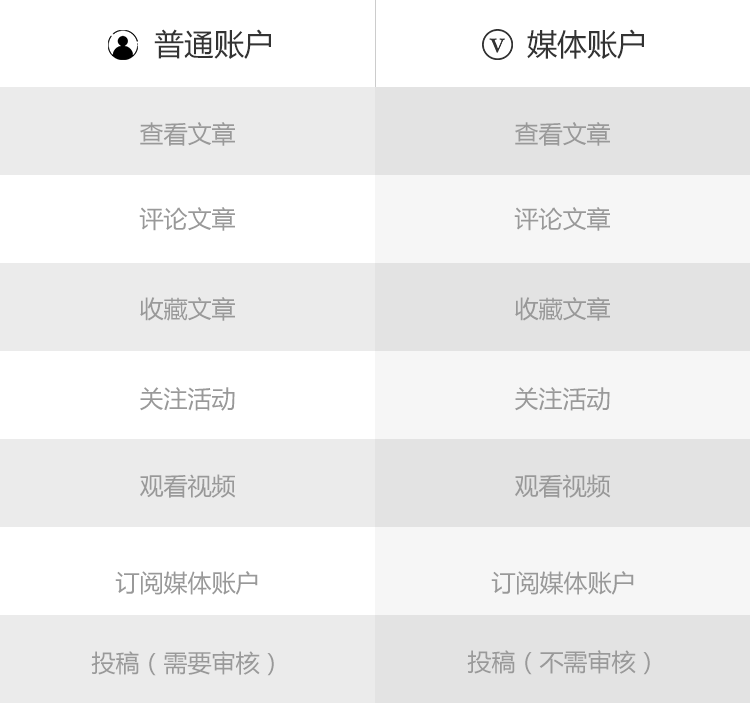 普通账户 媒体账户
查看文章 查看文章
评论文章 评论文章
收藏文章 收藏文章
关注活动 关注活动
观看视频 观看视频
订阅媒体账户 订阅媒体账户
投稿（需要审核） 投稿（不需审核）